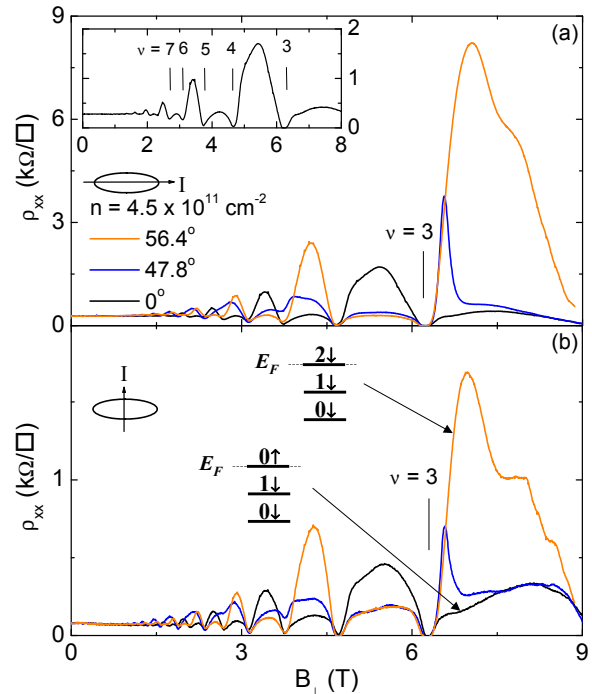 (a)
ν = 7 6 5 4 3
2
1
0
0 2 4 6 8
9
6
3
0
ρxx (kΩ/□)
I
n = 4.5 x 10¹¹ cm⁻²
56.4°
47.8°
0°
ν = 3
(b)
I
EF 2↓
1↓
0↓
EF 0↑
1↓
0↓
ν = 3
1
0
ρxx (kΩ/□)
0 3 6 9
B⊥ (T)